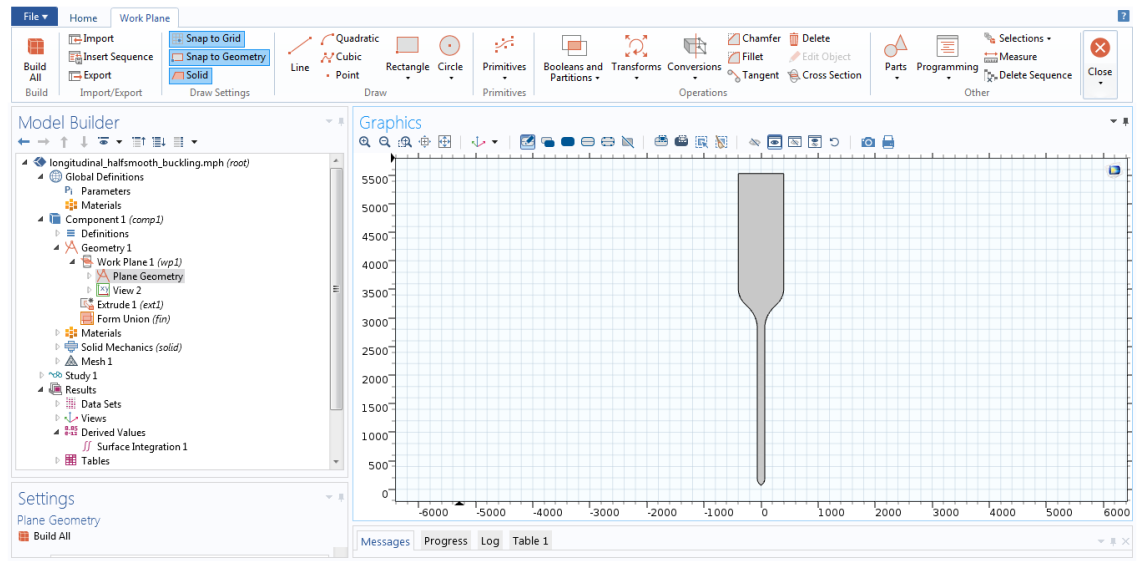 File Home Work Plane ?
Import Snap to Grid Quadratic Chamfer Delete Selections
Insert Sequence Snap to Geometry Cubic Fillet Edit Object Measure
Export Solid Point Tangent Cross Section Delete Sequence
Build All Line Rectangle Circle Primitives Booleans and Partitions Transforms Conversions Parts Programming Close
Build Import/Export Draw Settings Draw Primitives Operations Other
Model Builder
longitudinal_halfsmooth_buckling.mph (root)
Global Definitions
Pi Parameters
Materials
Component 1 (comp1)
Definitions
Geometry 1
Work Plane 1 (wp1)
Plane Geometry
View 2
Extrude 1 (ext1)
Form Union (fin)
Materials
Solid Mechanics (solid)
Mesh 1
Study 1
Results
Data Sets
Views
Derived Values
Surface Integration 1
Tables
Settings
Plane Geometry
Build All
Graphics
5500
5000
4500
4000
3500
3000
2500
2000
1500
1000
500
0
-6000 -5000 -4000 -3000 -2000 -1000 0 1000 2000 3000 4000 5000 6000
Messages Progress Log Table 1